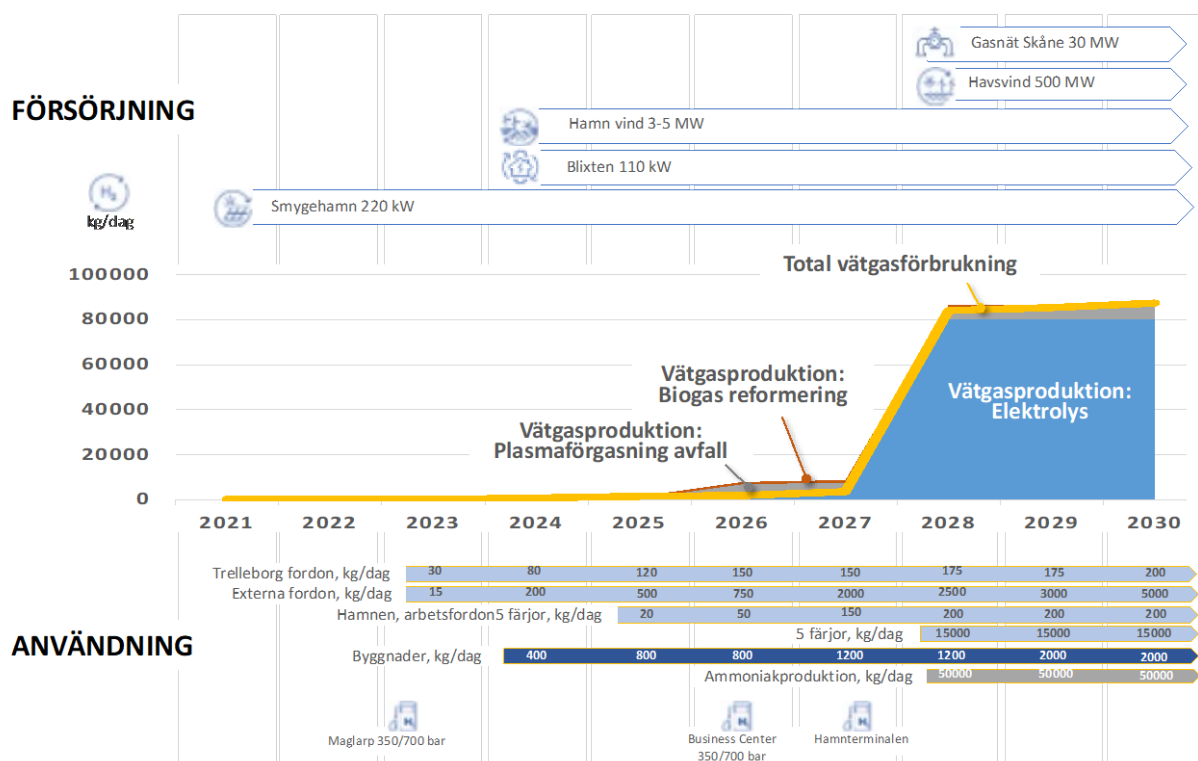 Gasnät Skåne 30 MW
Havsvind 500 MW
FÖRSÖRJNING
Hamn vind 3-5 MW
Blixten 110 kW
H₂
kg/dag
Smygehamn 220 kW
Total vätgasförbrukning
100000
80000
60000
40000
20000
0
Vätgasproduktion:
Biogas reformering
Vätgasproduktion:
Elektrolys
Vätgasproduktion:
Plasmaförgasning avfall
2021 2022 2023 2024 2025 2026 2027 2028 2029 2030
Trelleborg fordon, kg/dag 30 80 120 150 150 175 175 200
Externa fordon, kg/dag 15 200 500 750 2000 2500 3000 5000
Hamnen, arbetsfordon5 färjor, kg/dag 20 50 150 200 200 200
5 färjor, kg/dag 15000 15000 15000
ANVÄNDNING
Byggnader, kg/dag 400 800 800 1200 1200 2000 2000
Ammoniakproduktion, kg/dag 50000 50000 50000
Maglarp 350/700 bar
Business Center
350/700 bar
Hamnterminalen